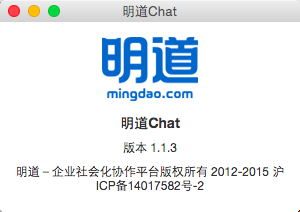 明道Chat
明道
mingdao.com
明道Chat
版本 1.1.3
明道 – 企业社会化协作平台版权所有 2012-2015 沪
ICP备14017582号-2